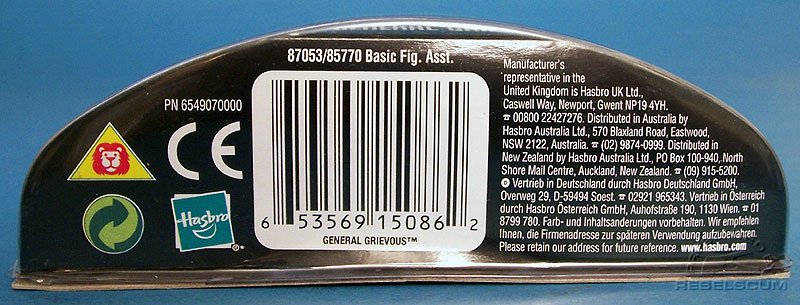 87053/85770 Basic Fig. Asst.
PN 6549070000
CE
Hasbro
6 53569 15086 2
GENERAL GRIEVOUS™
Manufacturer's
representative in the
United Kingdom is Hasbro UK Ltd.,
Caswell Way, Newport, Gwent NP19 4YH.
☎ 00800 22427276. Distributed in Australia by
Hasbro Australia Ltd., 570 Blaxland Road, Eastwood,
NSW 2122, Australia. ☎ (02) 9874-0999. Distributed in
New Zealand by Hasbro Australia Ltd., PO Box 100-940, North
Shore Mail Centre, Auckland, New Zealand. ☎ (09) 915-5200.
Vertrieb in Deutschland durch Hasbro Deutschland GmbH,
Overweg 29, D-59494 Soest. ☎ 02921 965343. Vertrieb in Österreich
durch Hasbro Österreich GmbH, Auhofstraße 190, 1130 Wien. ☎ 01
8799 780. Farb- und Inhaltsänderungen vorbehalten. Wir empfehlen
Ihnen, die Firmenadresse zur späteren Verwendung aufzubewahren.
Please retain our address for future reference. www.hasbro.com
REBELSCUM